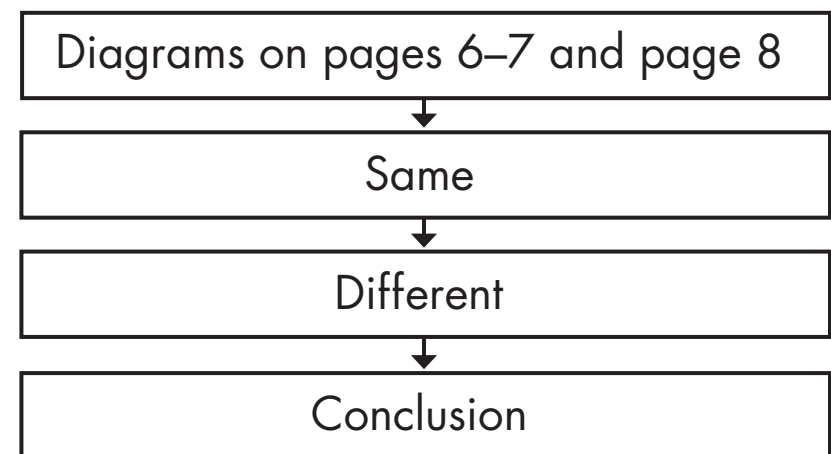 Diagrams on pages 6–7 and page 8
Same
Different
Conclusion